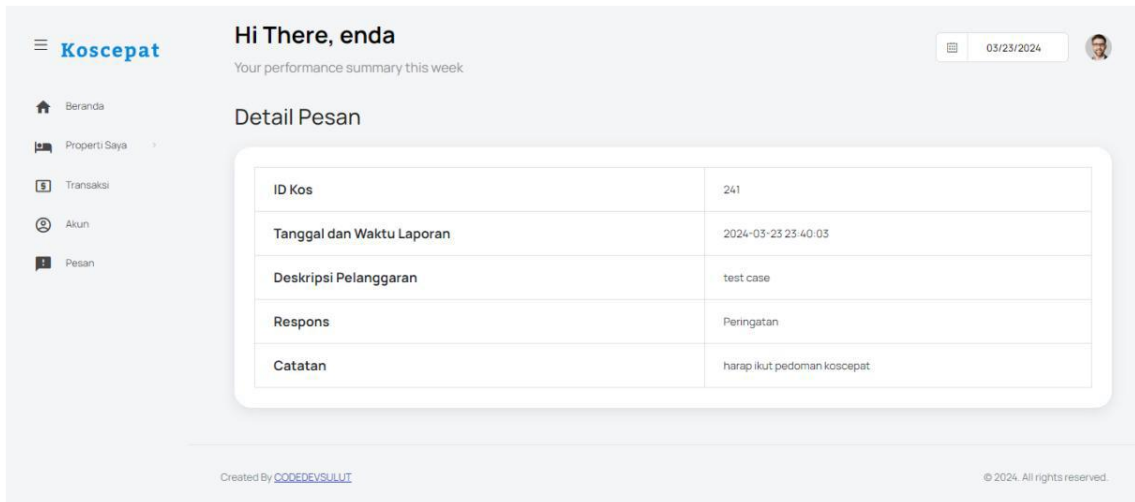 Koscepat
Hi There, enda
Your performance summary this week
03/23/2024
Beranda
Properti Saya
Transaksi
Akun
Pesan
Detail Pesan
ID Kos 241
Tanggal dan Waktu Laporan 2024-03-23 23:40:03
Deskripsi Pelanggaran test case
Respons Peringatan
Catatan harap ikut pedoman koscepat
Created By CODEDEVSULUT
© 2024. All rights reserved.